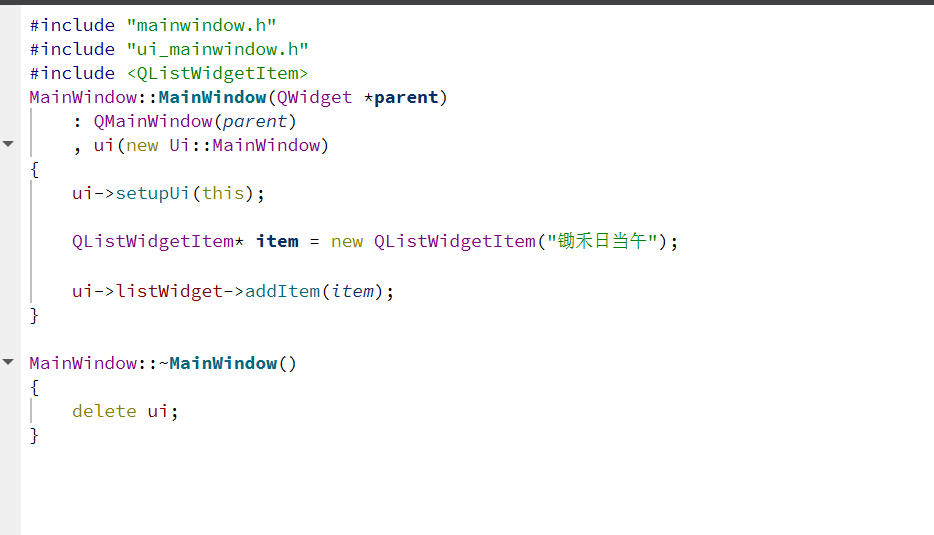 #include "mainwindow.h"
#include "ui_mainwindow.h"
#include <QListWidgetItem>
MainWindow::MainWindow(QWidget *parent)
    : QMainWindow(parent)
    , ui(new Ui::MainWindow)
{
    ui->setupUi(this);
    QListWidgetItem* item = new QListWidgetItem("锄禾日当午");
    ui->listWidget->addItem(item);
}
MainWindow::~MainWindow()
{
    delete ui;
}